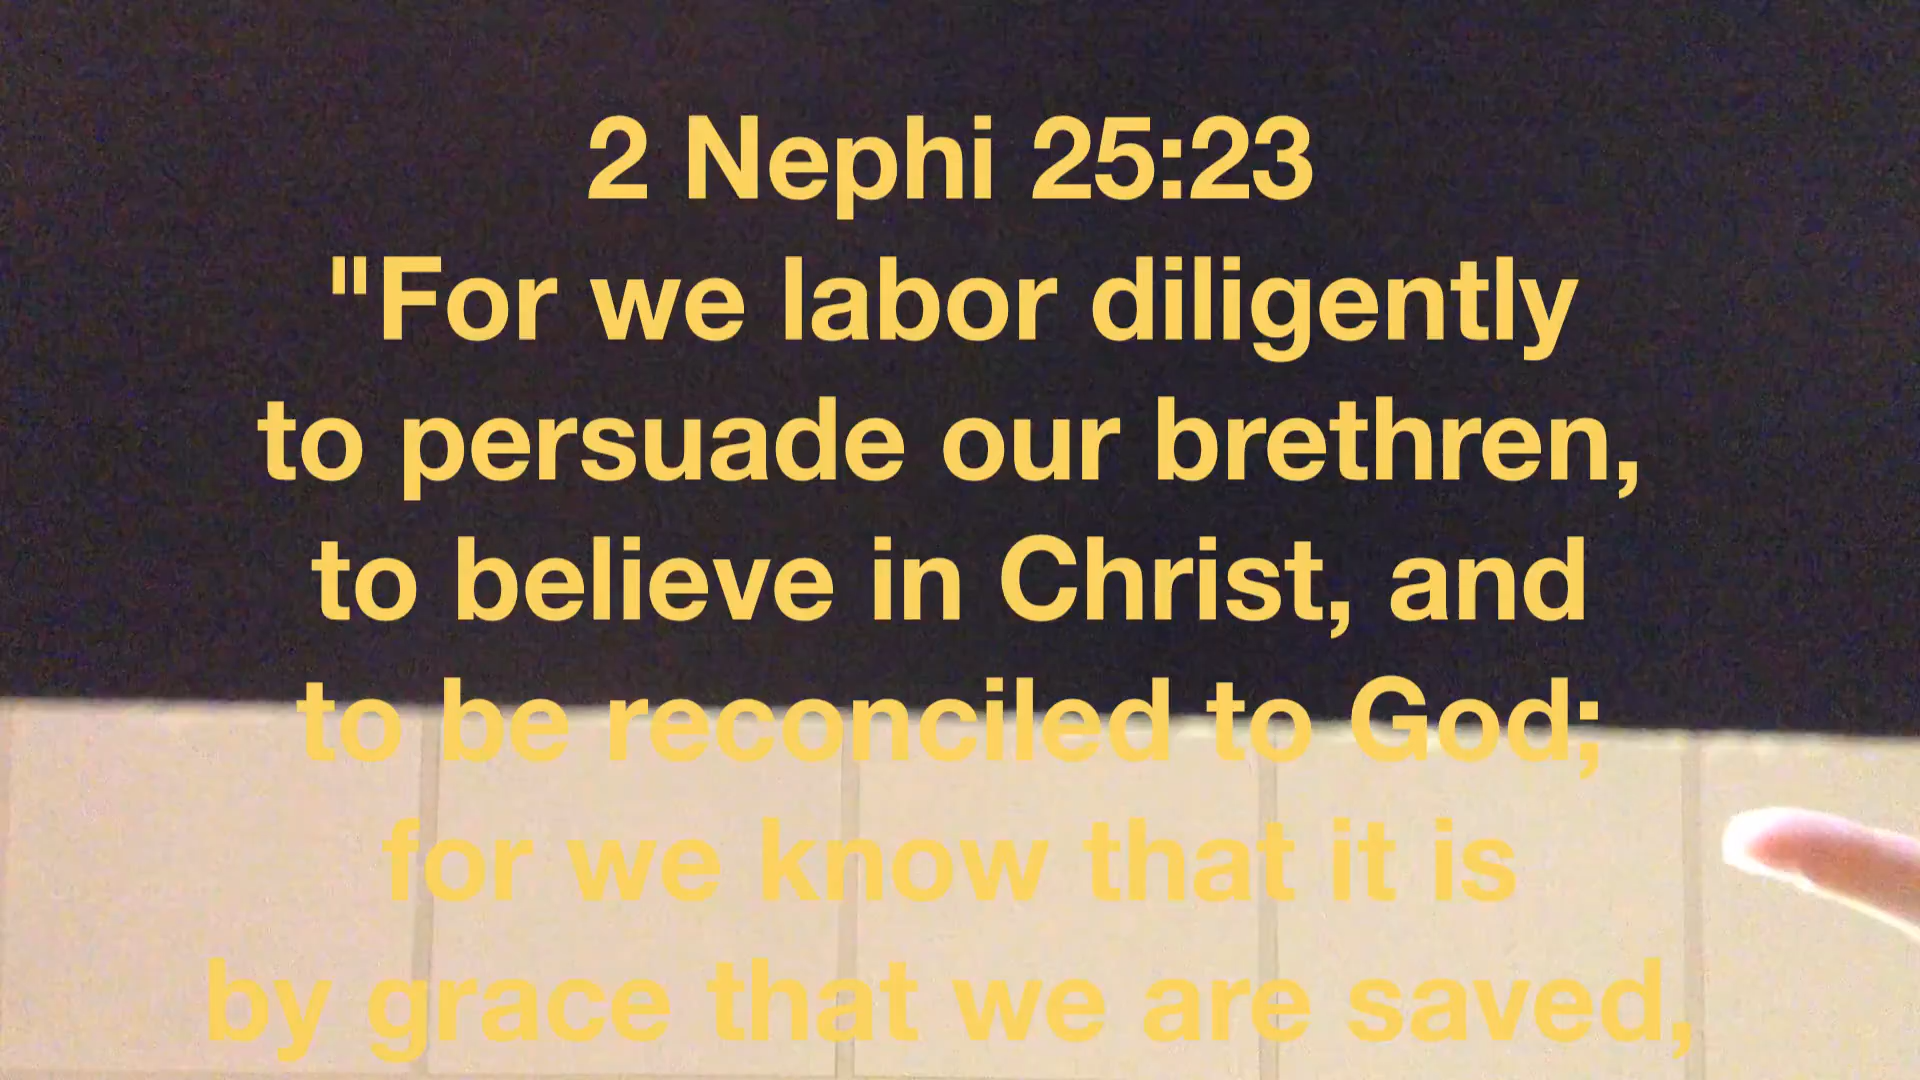 2 Nephi 25:23
"For we labor diligently
to persuade our brethren,
to believe in Christ, and
to be reconciled to God;
for we know that it is
by grace that we are saved,